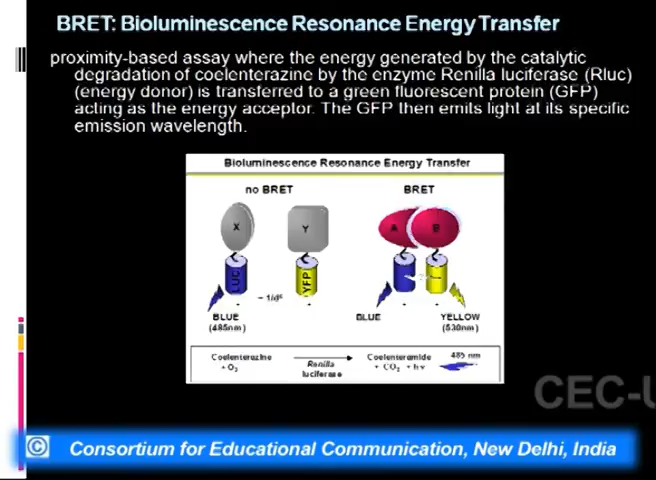 BRET: Bioluminescence Resonance Energy Transfer
proximity-based assay where the energy generated by the catalytic
degradation of coelenterazine by the enzyme Renilla luciferase (Rluc)
(energy donor) is transferred to a green fluorescent protein (GFP)
acting as the energy acceptor. The GFP then emits light at its specific
emission wavelength.
Bioluminescence Resonance Energy Transfer
no BRET BRET
X Y A B
LUC YFP
~ 1/d⁶
BLUE BLUE YELLOW
(485nm) (530nm)
Coelenterazine Coelenteramide 485 nm
+ O₂ Renilla + CO₂ + hν
luciferase
CEC-U
© Consortium for Educational Communication, New Delhi, India